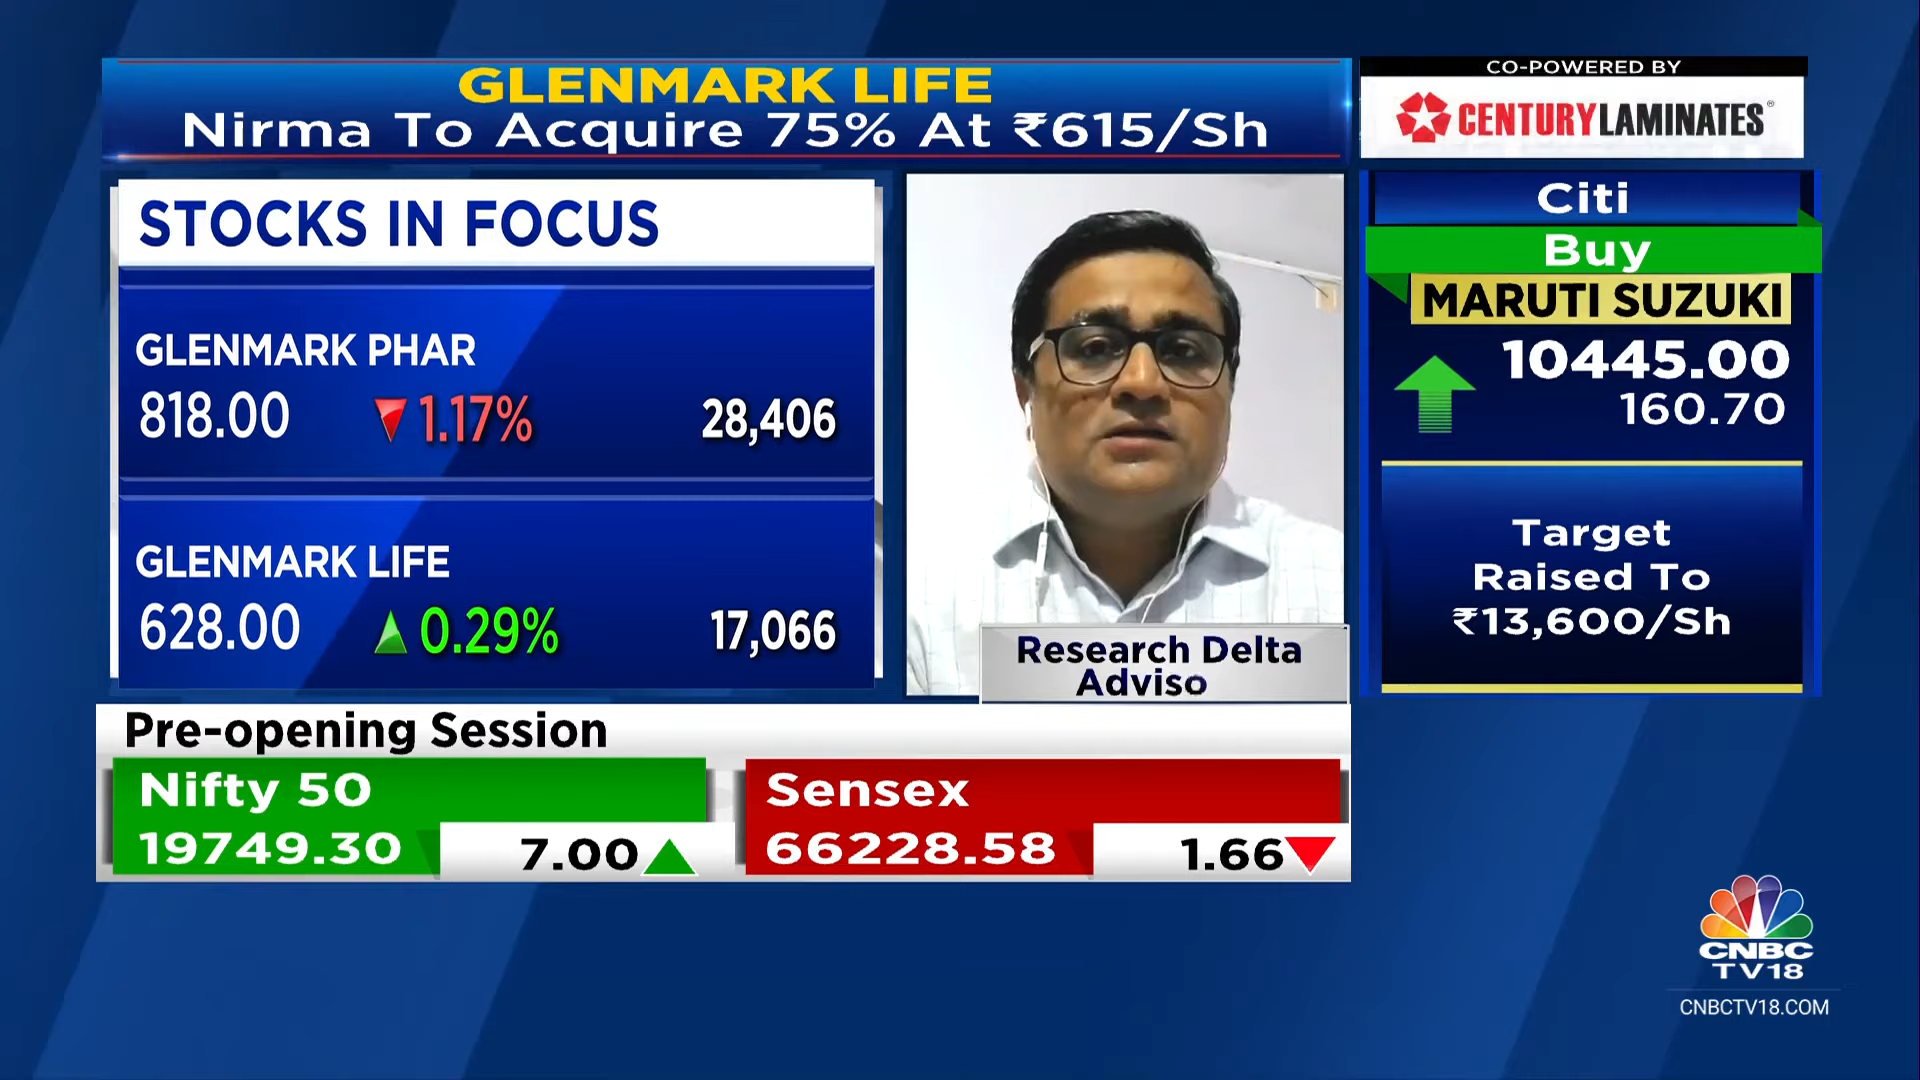 GLENMARK LIFE
Nirma To Acquire 75% At ₹615/Sh
CO-POWERED BY
CENTURYLAMINATES®
STOCKS IN FOCUS
GLENMARK PHAR
818.00 ▼ 1.17% 28,406
GLENMARK LIFE
628.00 ▲ 0.29% 17,066
Research Delta
Adviso
Citi
Buy
MARUTI SUZUKI
10445.00
160.70
Target
Raised To
₹13,600/Sh
Pre-opening Session
Nifty 50
19749.30 7.00 ▲
Sensex
66228.58 1.66 ▼
CNBC
TV18
CNBCTV18.COM